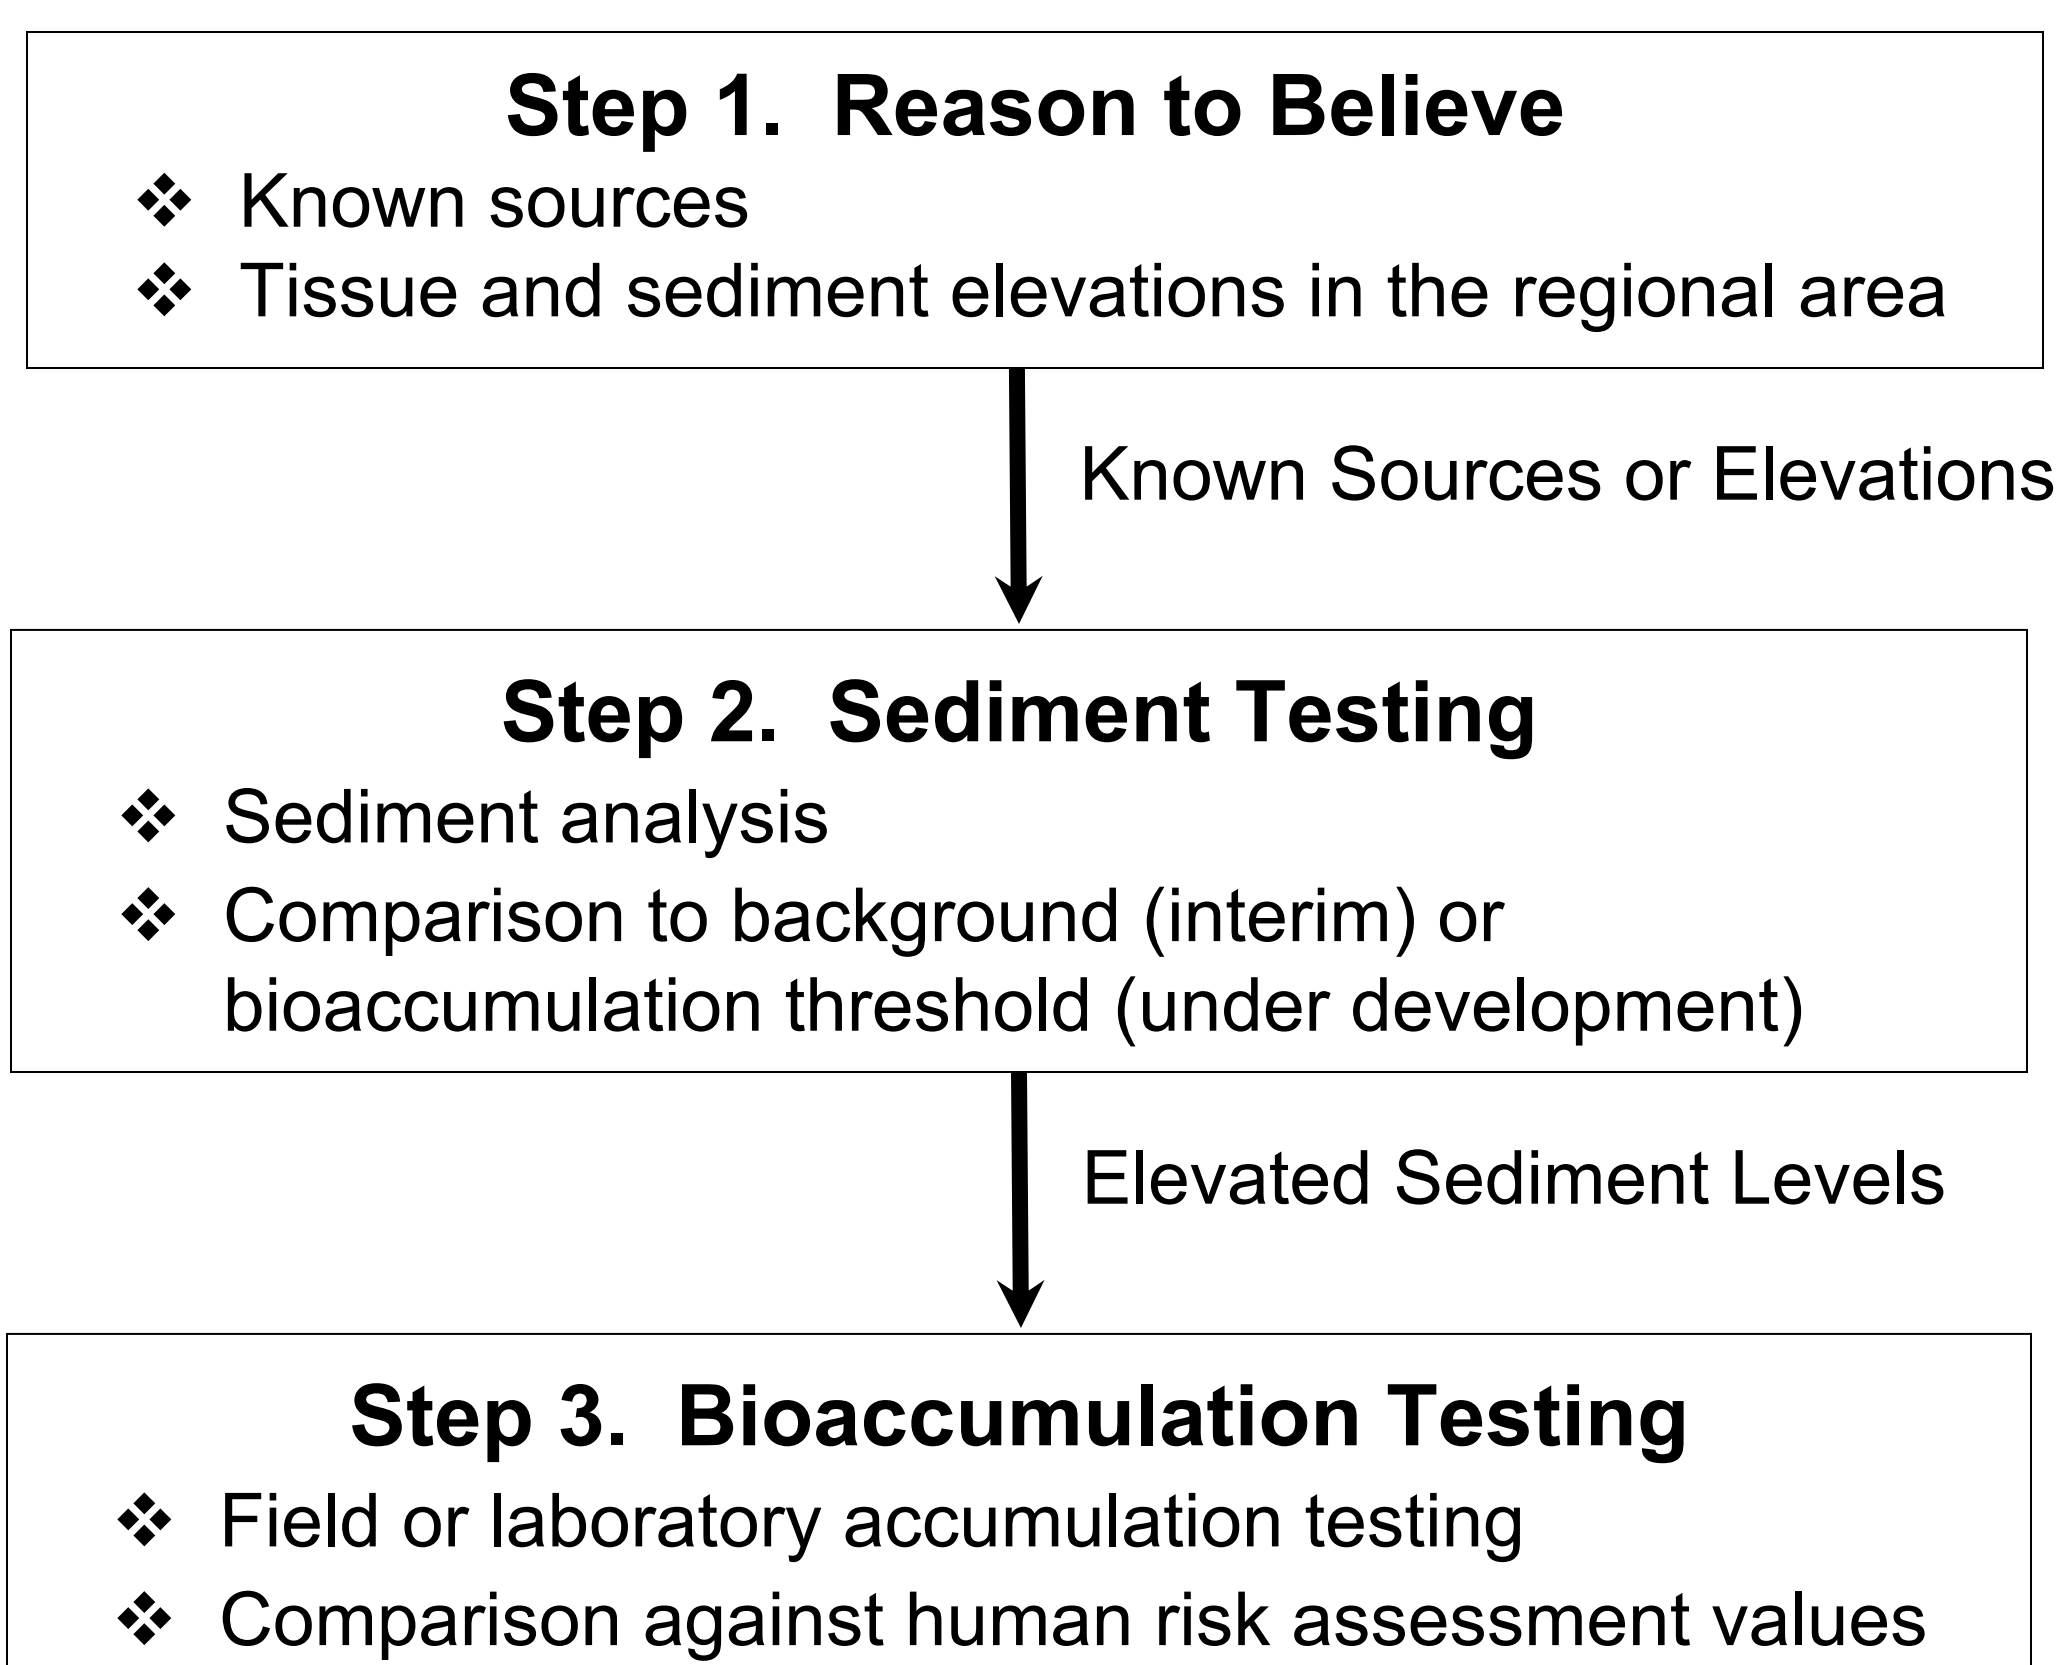 Step 1.  Reason to Believe
❖ Known sources
❖ Tissue and sediment elevations in the regional area
Known Sources or Elevations
Step 2.  Sediment Testing
❖ Sediment analysis
❖ Comparison to background (interim) or
bioaccumulation threshold (under development)
Elevated Sediment Levels
Step 3.  Bioaccumulation Testing
❖ Field or laboratory accumulation testing
❖ Comparison against human risk assessment values